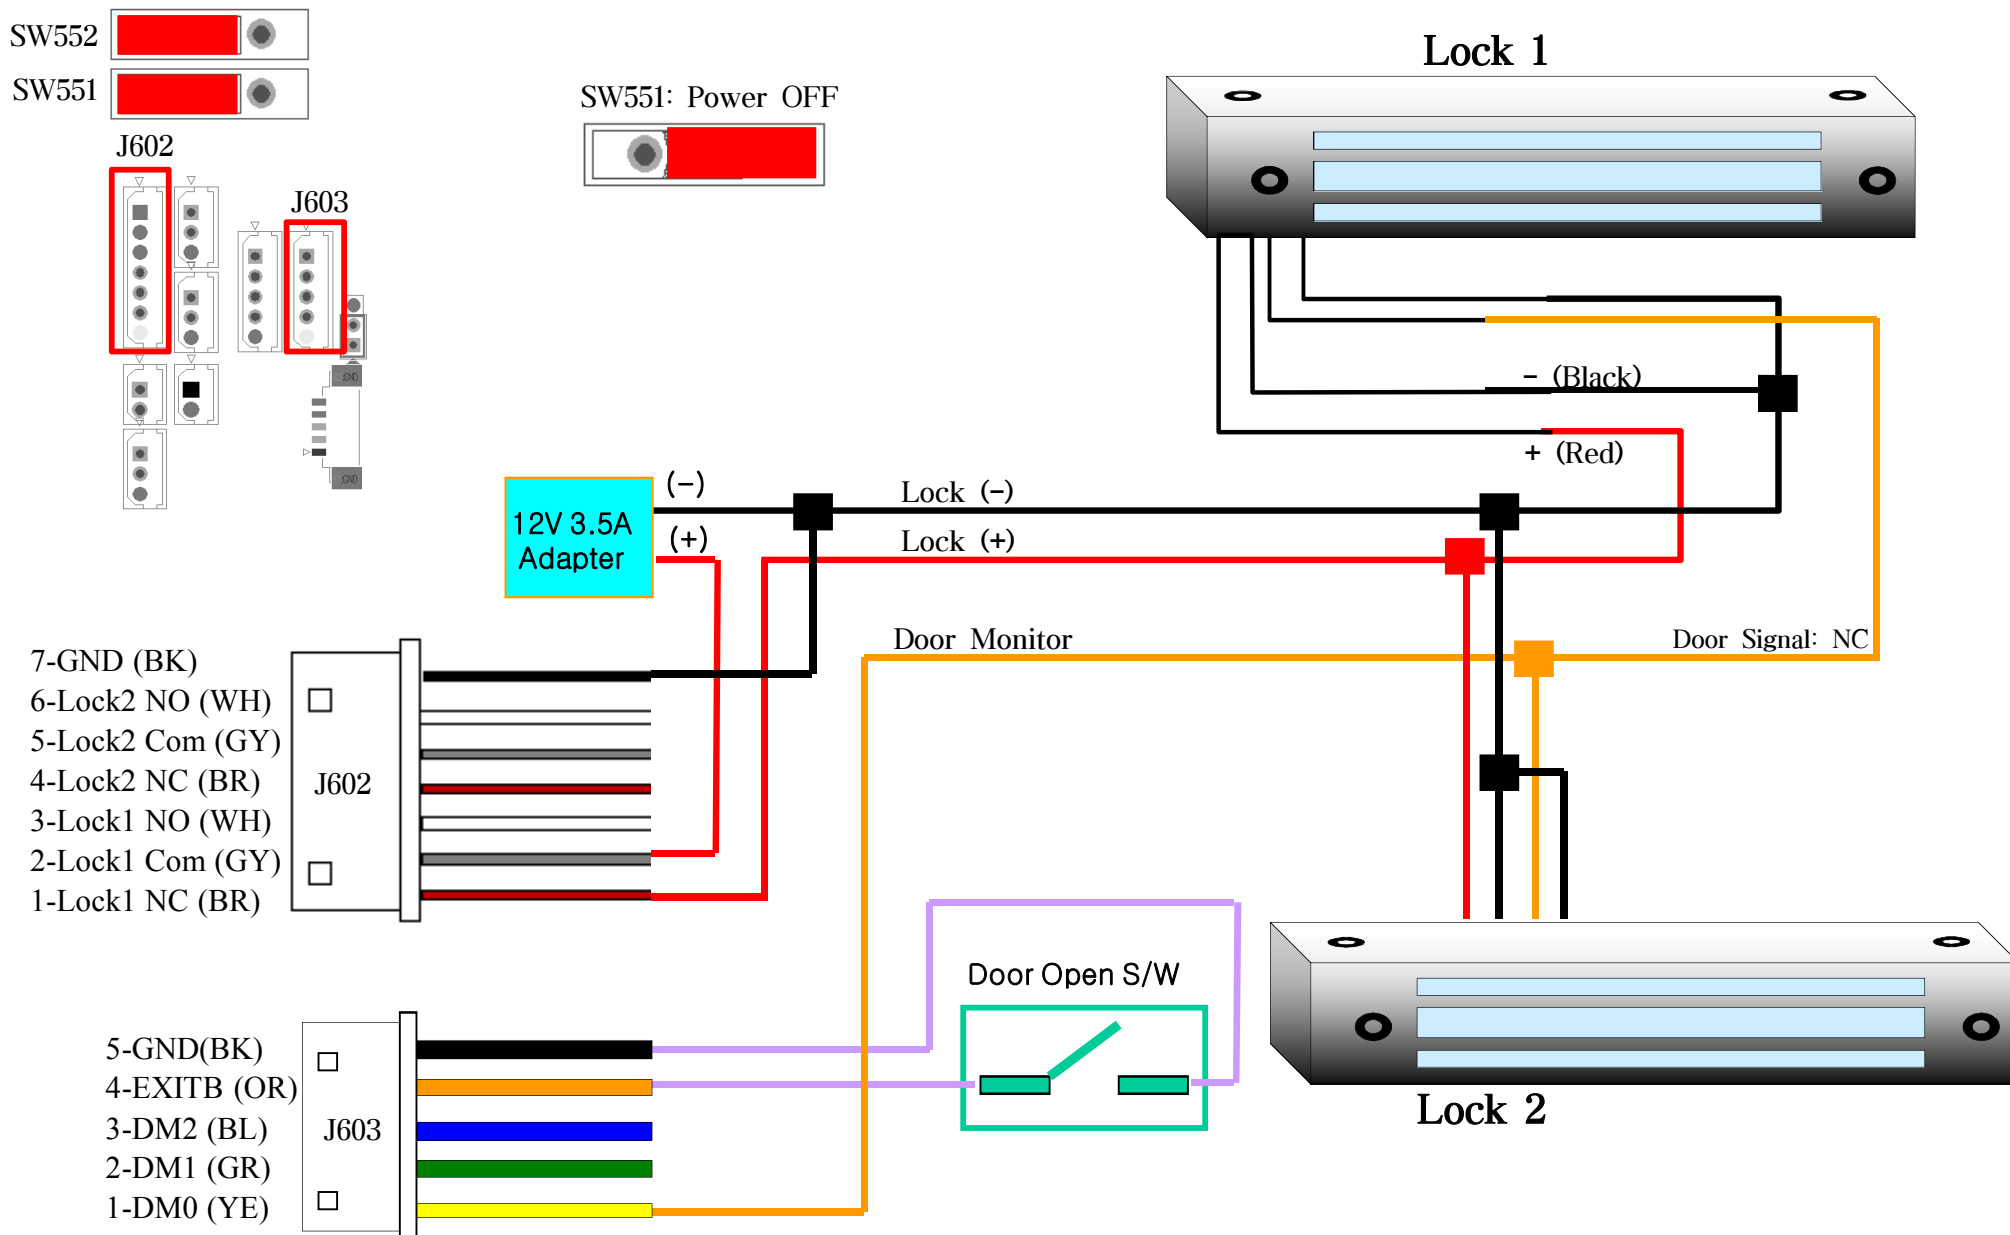 SW552
SW551
J602
J603
SW551: Power OFF
Lock 1
- (Black)
+ (Red)
12V 3.5A
Adapter
(-)
(+)
Lock (-)
Lock (+)
Door Monitor
Door Signal: NC
7-GND (BK)
6-Lock2 NO (WH)
5-Lock2 Com (GY)
4-Lock2 NC (BR)
3-Lock1 NO (WH)
2-Lock1 Com (GY)
1-Lock1 NC (BR)
J602
Door Open S/W
Lock 2
5-GND(BK)
4-EXITB (OR)
3-DM2 (BL)
2-DM1 (GR)
1-DM0 (YE)
J603